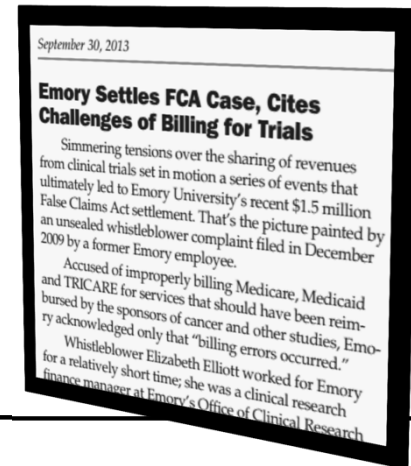 September 30, 2013
Emory Settles FCA Case, Cites
Challenges of Billing for Trials
Simmering tensions over the sharing of revenues
from clinical trials set in motion a series of events that
ultimately led to Emory University's recent $1.5 million
False Claims Act settlement. That's the picture painted by
an unsealed whistleblower complaint filed in December
2009 by a former Emory employee.
Accused of improperly billing Medicare, Medicaid
and TRICARE for services that should have been reim-
bursed by the sponsors of cancer and other studies, Emo-
ry acknowledged only that "billing errors occurred."
Whistleblower Elizabeth Elliott worked for Emory
for a relatively short time; she was a clinical research
finance manager at Emory's Office of Clinical Research